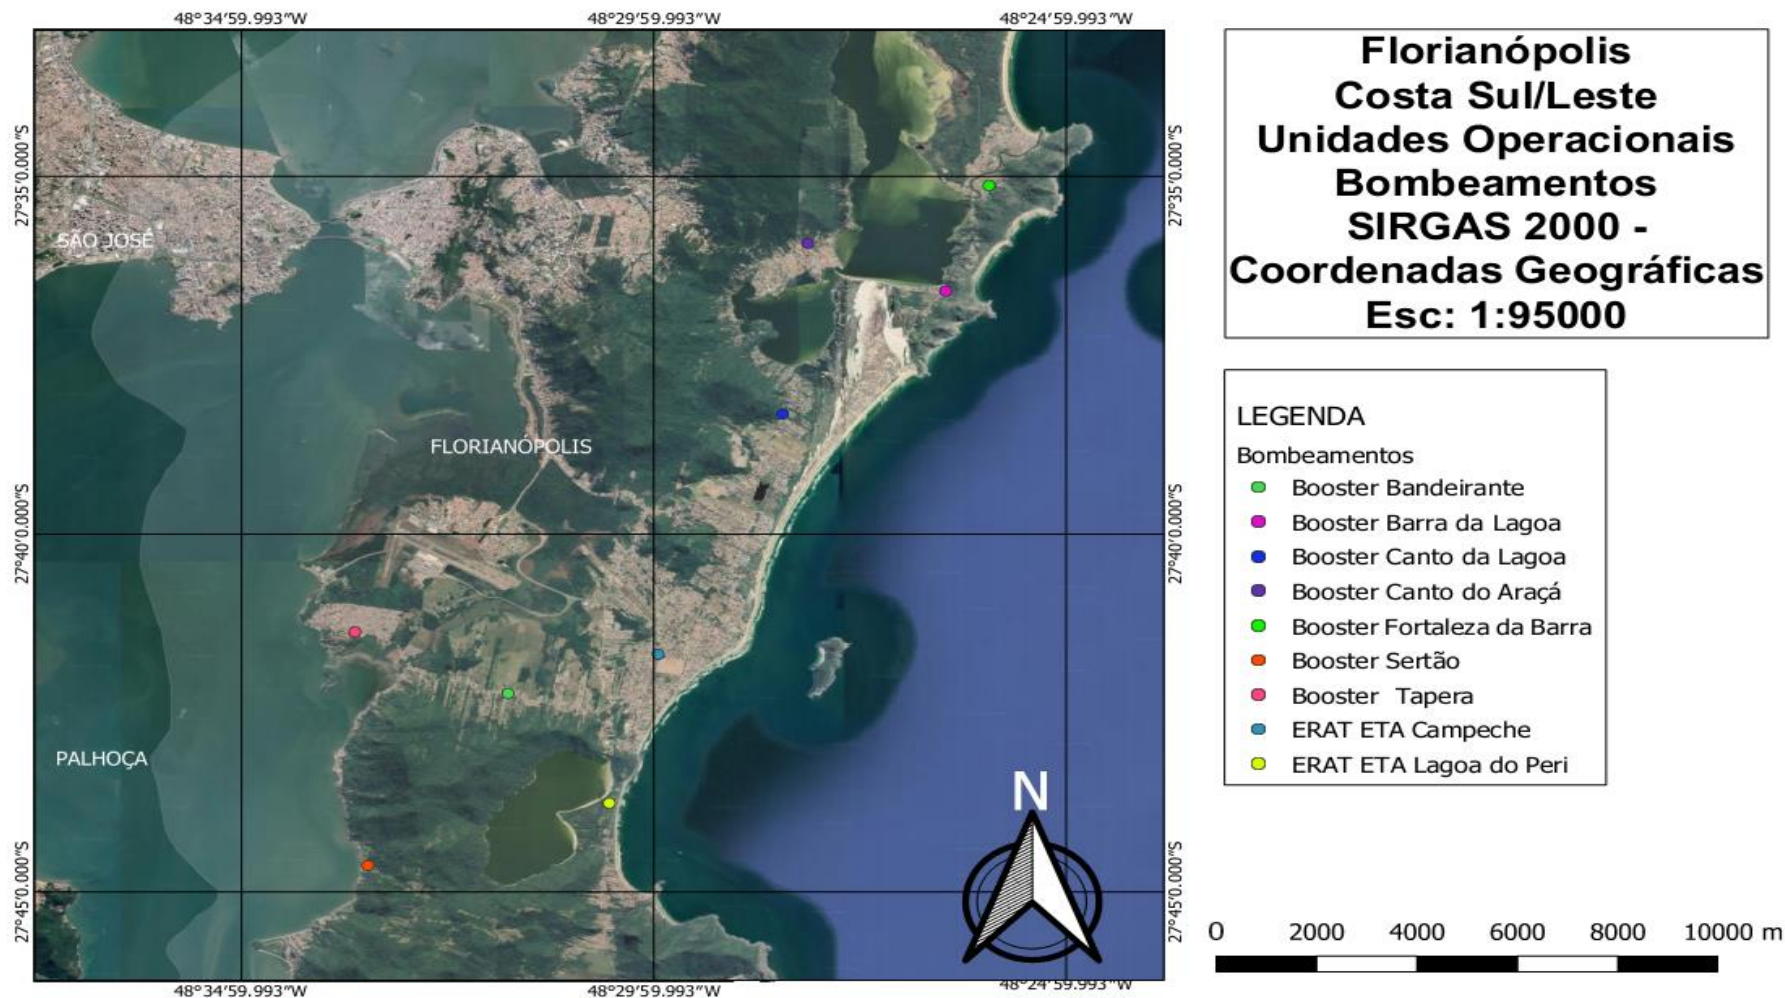 48°34'59.993"W
48°29'59.993"W
48°24'59.993"W
27°35'0.000"S
27°35'0.000"S
27°40'0.000"S
27°40'0.000"S
27°45'0.000"S
27°45'0.000"S
SÃO JOSÉ
FLORIANÓPOLIS
PALHOÇA
N
48°34'59.993"W
48°29'59.993"W
48°24'59.993"W
Florianópolis
Costa Sul/Leste
Unidades Operacionais
Bombeamentos
SIRGAS 2000 -
Coordenadas Geográficas
Esc: 1:95000
LEGENDA
Bombeamentos
Booster Bandeirante
Booster Barra da Lagoa
Booster Canto da Lagoa
Booster Canto do Araçá
Booster Fortaleza da Barra
Booster Sertão
Booster Tapera
ERAT ETA Campeche
ERAT ETA Lagoa do Peri
0 2000 4000 6000 8000 10000 m